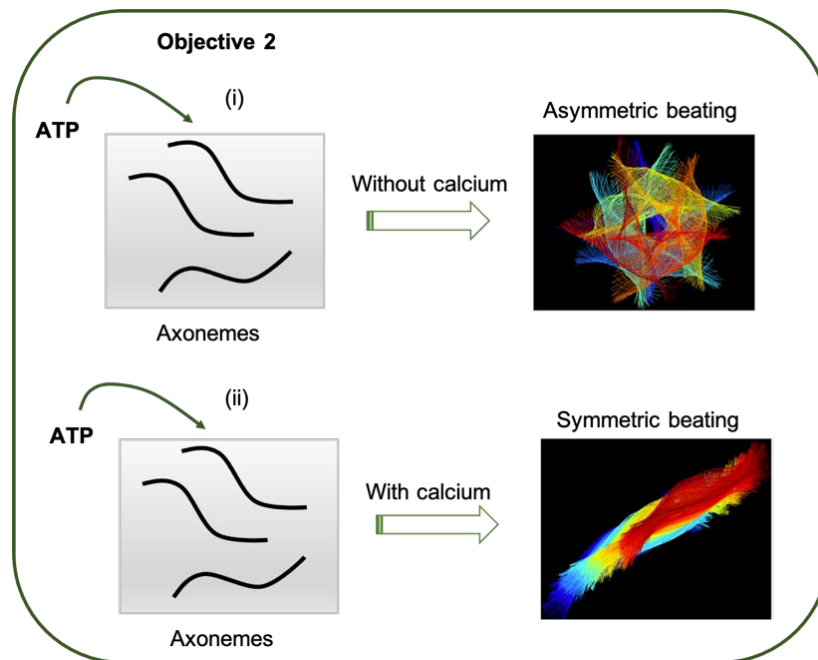 Objective 2
(i)
ATP
Asymmetric beating
Without calcium
Axonemes
(ii)
ATP
Symmetric beating
With calcium
Axonemes